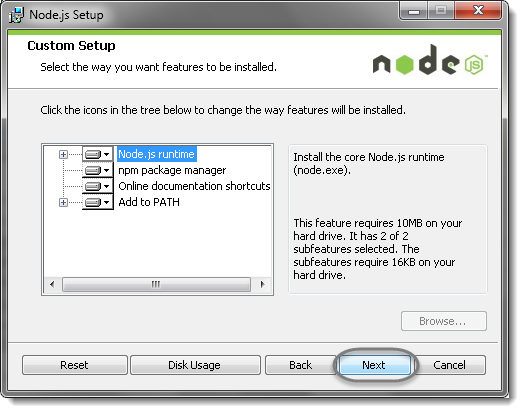 Node.js Setup
Custom Setup
Select the way you want features to be installed.
node
JS
Click the icons in the tree below to change the way features will be installed.
Node.js runtime
npm package manager
Online documentation shortcuts
Add to PATH
Install the core Node.js runtime
(node.exe).
This feature requires 10MB on your
hard drive. It has 2 of 2
subfeatures selected. The
subfeatures require 16KB on your
hard drive.
Browse...
Reset
Disk Usage
Back
Next
Cancel